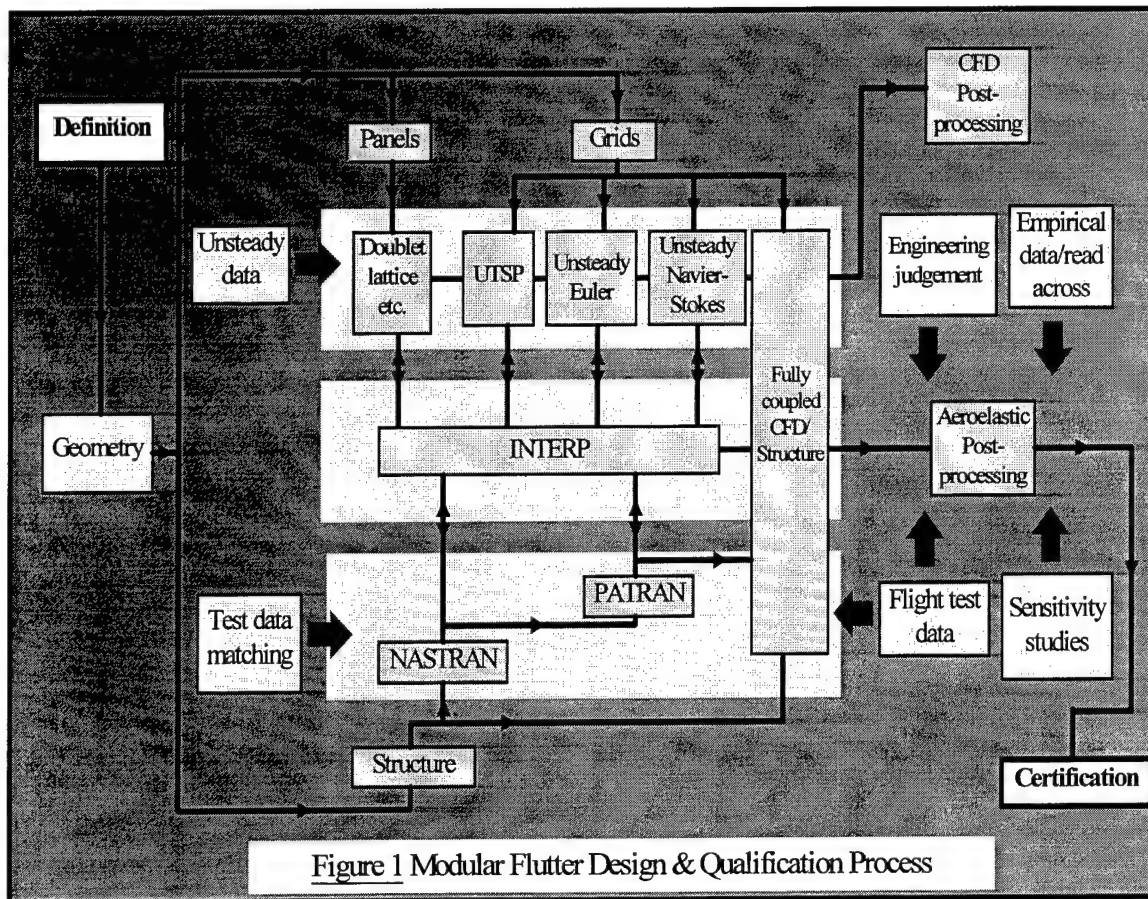 CFD
Post-
processing
Definition
Panels
Grids
Unsteady
data
Doublet
lattice
etc.
UTSP
Unsteady
Euler
Unsteady
Navier-
Stokes
Engineering
judgement
Empirical
data/read
across
Geometry
INTERP
Fully
coupled
CFD/
Structure
Aeroelastic
Post-
processing
Test data
matching
PATRAN
NASTRAN
Flight test
data
Sensitivity
studies
Structure
Certification
Figure 1 Modular Flutter Design & Qualification Process